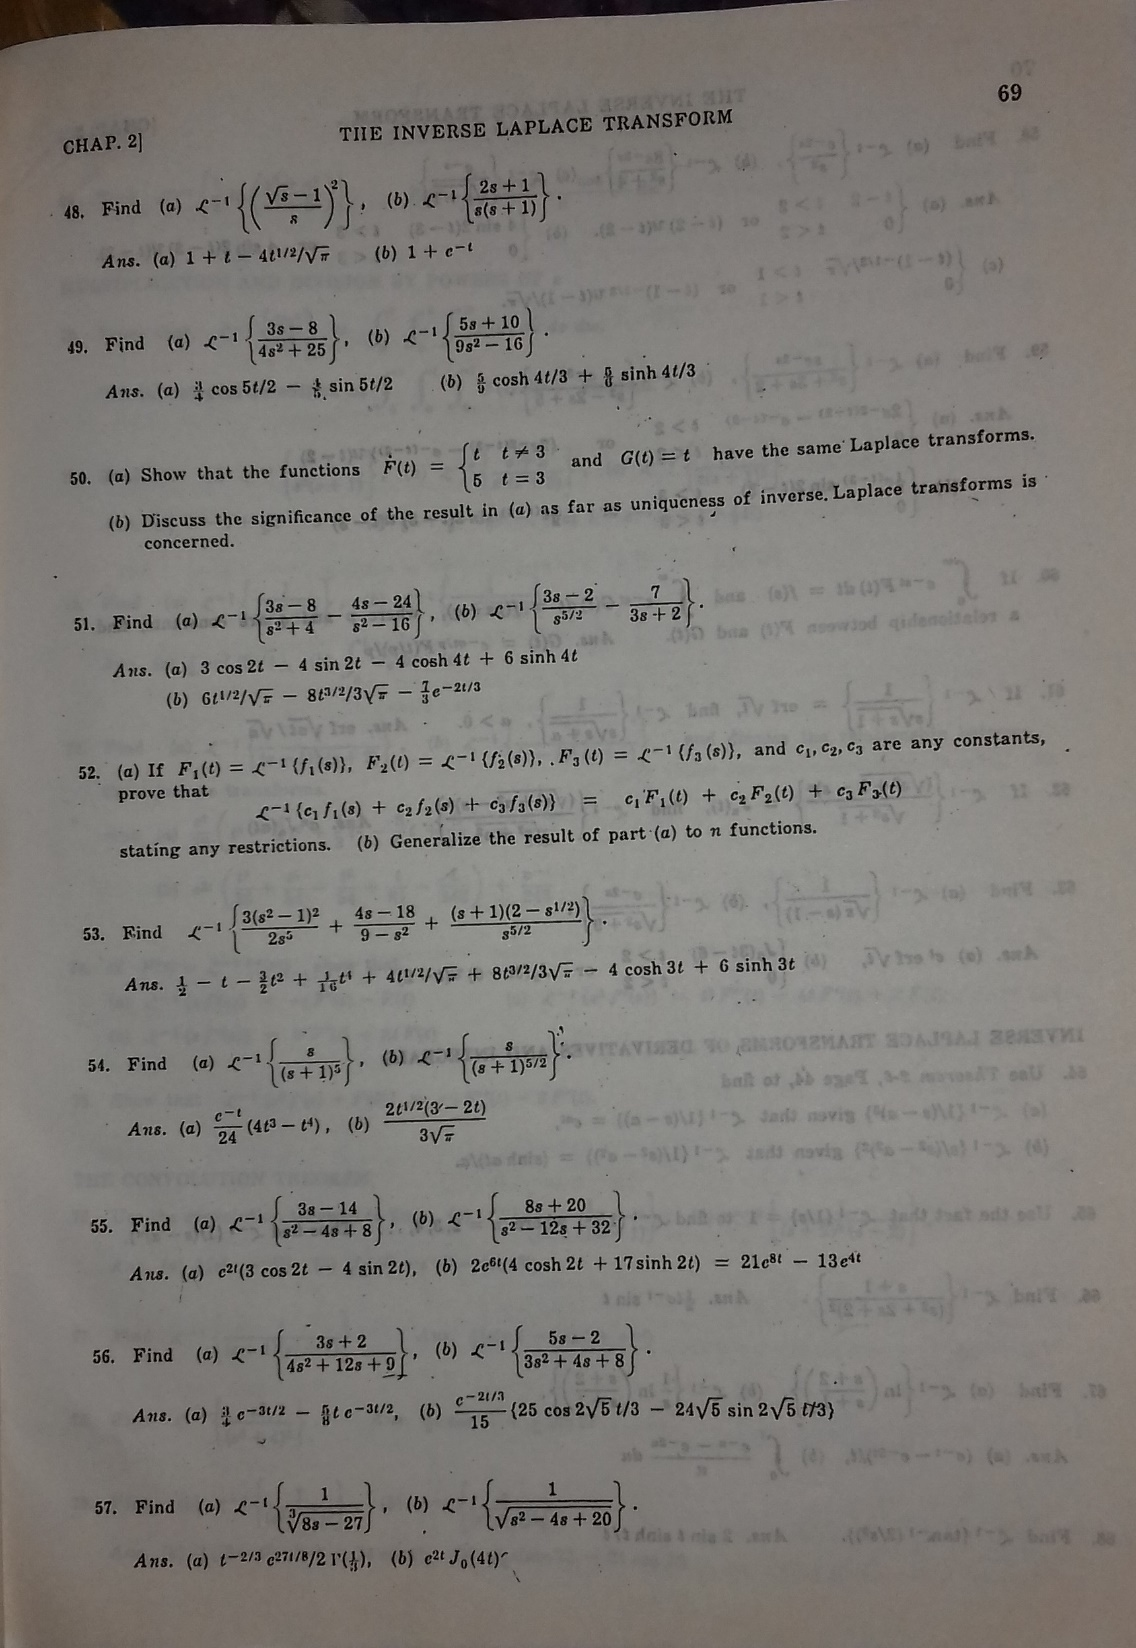 69
CHAP. 2] THE INVERSE LAPLACE TRANSFORM
48. Find (a) ℒ⁻¹{((√s − 1)/s)²}, (b) ℒ⁻¹{(2s + 1)/(s(s + 1))}.
Ans. (a) 1 + t − 4t^{1/2}/√π (b) 1 + e^{−t}
49. Find (a) ℒ⁻¹{(3s − 8)/(4s² + 25)}, (b) ℒ⁻¹{(5s + 10)/(9s² − 16)}.
Ans. (a) ¾ cos 5t/2 − ⅘ sin 5t/2 (b) 5/9 cosh 4t/3 + 5/6 sinh 4t/3
50. (a) Show that the functions F(t) = {t t ≠ 3; 5 t = 3 and G(t) = t have the same Laplace transforms.
(b) Discuss the significance of the result in (a) as far as uniqueness of inverse Laplace transforms is
concerned.
51. Find (a) ℒ⁻¹{(3s − 8)/(s² + 4) − (4s − 24)/(s² − 16)}, (b) ℒ⁻¹{(3s − 2)/s^{5/2} − 7/(3s + 2)}.
Ans. (a) 3 cos 2t − 4 sin 2t − 4 cosh 4t + 6 sinh 4t
(b) 6t^{1/2}/√π − 8t^{3/2}/3√π − 7/3 e^{−2t/3}
52. (a) If F₁(t) = ℒ⁻¹{f₁(s)}, F₂(t) = ℒ⁻¹{f₂(s)}, F₃(t) = ℒ⁻¹{f₃(s)}, and c₁, c₂, c₃ are any constants,
prove that
ℒ⁻¹{c₁f₁(s) + c₂f₂(s) + c₃f₃(s)} = c₁F₁(t) + c₂F₂(t) + c₃F₃(t)
stating any restrictions. (b) Generalize the result of part (a) to n functions.
53. Find ℒ⁻¹{3(s² − 1)²/2s⁵ + (4s − 18)/(9 − s²) + (s + 1)(2 − s^{1/2})/s^{5/2}}.
Ans. ½ − t − 3/2 t² + 1/16 t⁴ + 4t^{1/2}/√π + 8t^{3/2}/3√π − 4 cosh 3t + 6 sinh 3t
54. Find (a) ℒ⁻¹{s/(s + 1)⁵}, (b) ℒ⁻¹{s/(s + 1)^{5/2}}.
Ans. (a) e^{−t}/24 (4t³ − t⁴), (b) 2t^{1/2}(3 − 2t)/3√π
55. Find (a) ℒ⁻¹{(3s − 14)/(s² − 4s + 8)}, (b) ℒ⁻¹{(8s + 20)/(s² − 12s + 32)}.
Ans. (a) e^{2t}(3 cos 2t − 4 sin 2t), (b) 2e^{6t}(4 cosh 2t + 17 sinh 2t) = 21e^{8t} − 13e^{4t}
56. Find (a) ℒ⁻¹{(3s + 2)/(4s² + 12s + 9)}, (b) ℒ⁻¹{(5s − 2)/(3s² + 4s + 8)}.
Ans. (a) ¾ e^{−3t/2} − 5/8 t e^{−3t/2}, (b) e^{−2t/3}/15 {25 cos 2√5 t/3 − 24√5 sin 2√5 t/3}
57. Find (a) ℒ⁻¹{1/∛(8s − 27)}, (b) ℒ⁻¹{1/√(s² − 4s + 20)}.
Ans. (a) t^{−2/3} e^{27t/8}/2 Γ(⅓), (b) e^{2t} J₀(4t)